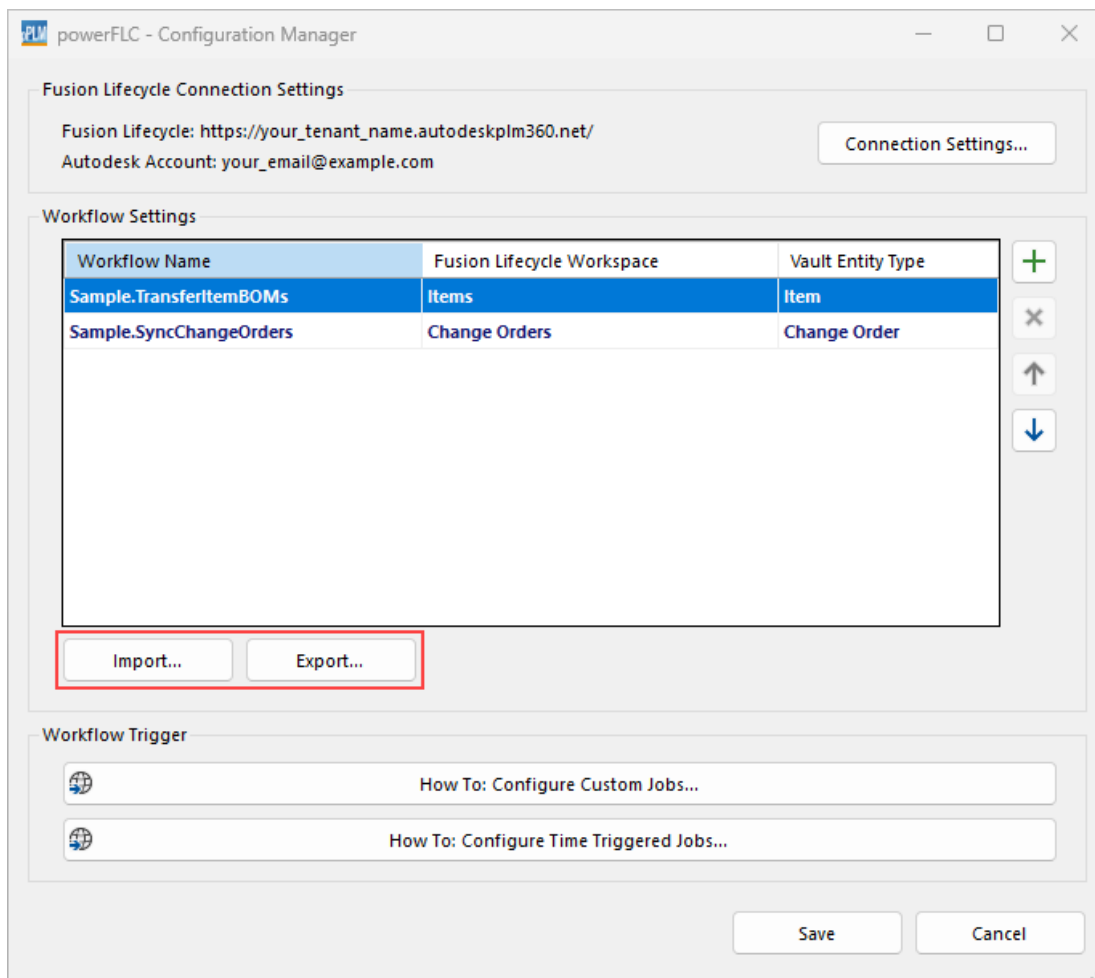 PLM powerFLC - Configuration Manager
Fusion Lifecycle Connection Settings
Fusion Lifecycle: https://your_tenant_name.autodeskplm360.net/
Autodesk Account: your_email@example.com
Connection Settings...
Workflow Settings
Workflow Name Fusion Lifecycle Workspace Vault Entity Type
Sample.TransferItemBOMs Items Item
Sample.SyncChangeOrders Change Orders Change Order
Import... Export...
Workflow Trigger
How To: Configure Custom Jobs...
How To: Configure Time Triggered Jobs...
Save Cancel